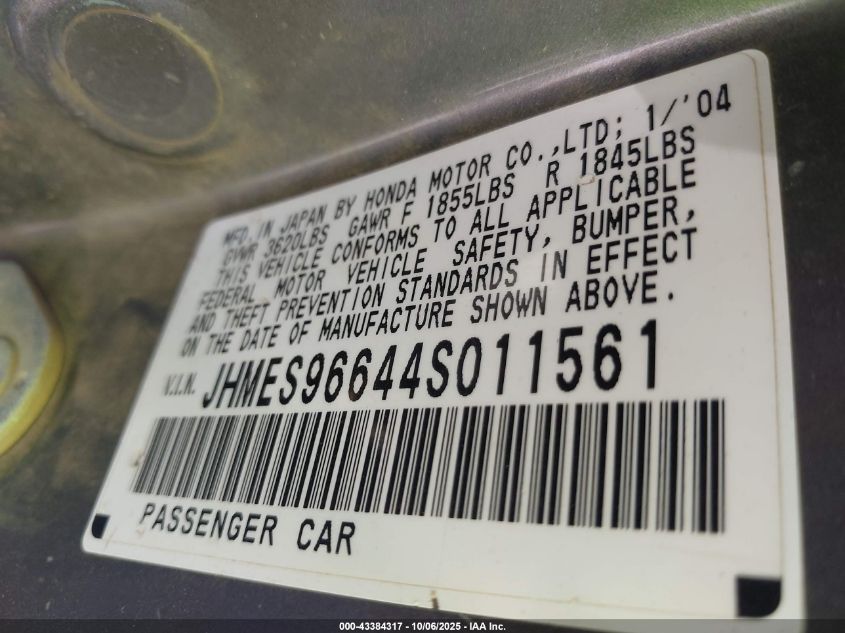 MFD. IN JAPAN BY HONDA MOTOR CO.,LTD; 1/'04
GVWR 3620LBS GAWR F 1855LBS R 1845LBS
THIS VEHICLE CONFORMS TO ALL APPLICABLE
FEDERAL MOTOR VEHICLE SAFETY, BUMPER,
AND THEFT PREVENTION STANDARDS IN EFFECT
ON THE DATE OF MANUFACTURE SHOWN ABOVE.
V.I.N. JHMES96644S011561
PASSENGER CAR
000-43384317 - 10/06/2025 - IAA Inc.